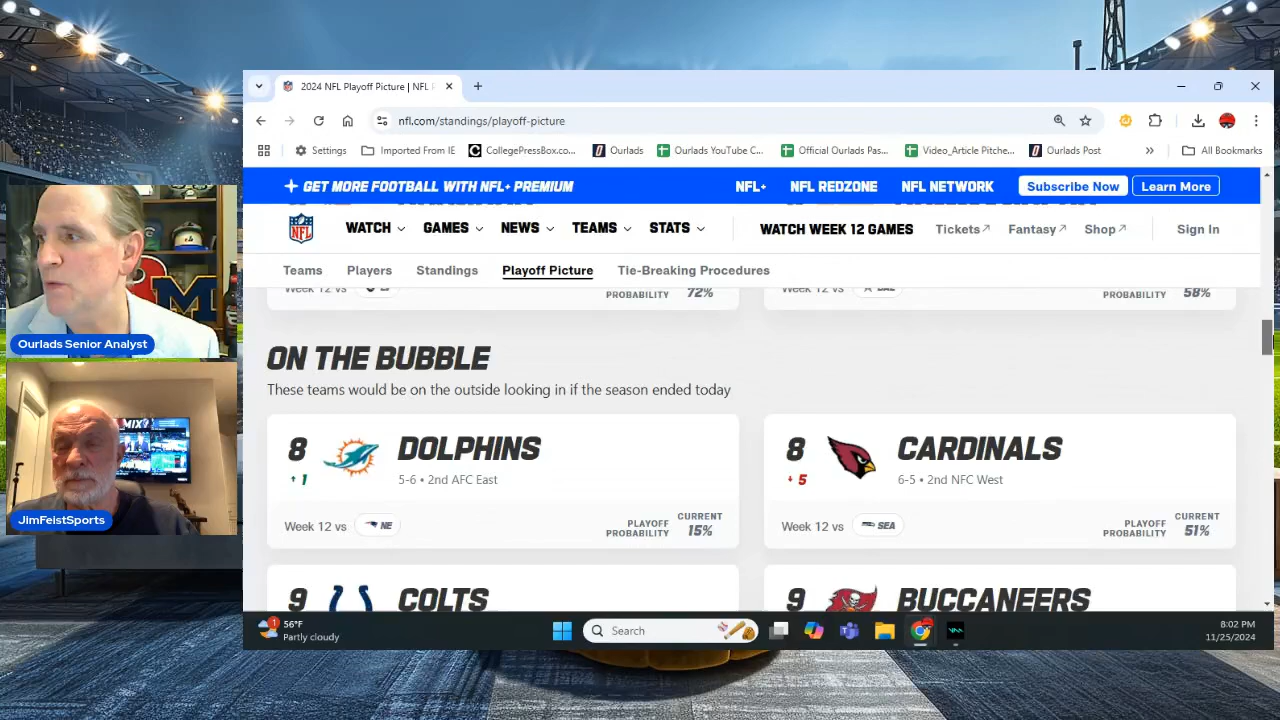 2024 NFL Playoff Picture | NFL
nfl.com/standings/playoff-picture
Settings
Imported From IE
CollegePressBox.co...
Ourlads
Ourlads YouTube C...
Official Ourlads Pas...
Video_Article Pitche...
Ourlads Post
All Bookmarks
GET MORE FOOTBALL WITH NFL+ PREMIUM
NFL+
NFL REDZONE
NFL NETWORK
Subscribe Now
Learn More
NFL
WATCH
GAMES
NEWS
TEAMS
STATS
WATCH WEEK 12 GAMES
Tickets
Fantasy
Shop
Sign In
Teams
Players
Standings
Playoff Picture
Tie-Breaking Procedures
Week 12 vs
PROBABILITY 72%
Week 12 vs
DAL
PROBABILITY 58%
ON THE BUBBLE
These teams would be on the outside looking in if the season ended today
8
DOLPHINS
1
5-6 • 2nd AFC East
Week 12 vs
NE
PLAYOFF
PROBABILITY
CURRENT
15%
8
CARDINALS
5
6-5 • 2nd NFC West
Week 12 vs
SEA
PLAYOFF
PROBABILITY
CURRENT
51%
9
COLTS
9
BUCCANEERS
1
56°F
Partly cloudy
Search
8:02 PM
11/25/2024
M
Ourlads Senior Analyst
MIX?
JimFeistSports